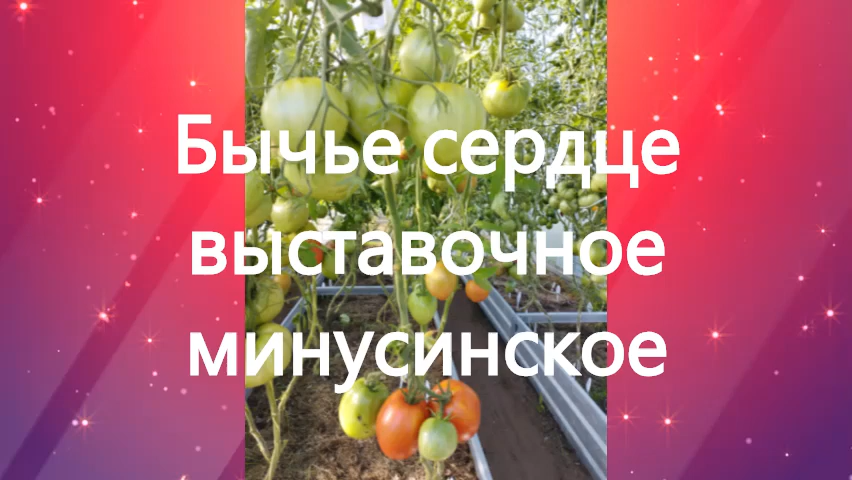 Бычье сердце
выставочное
минусинское